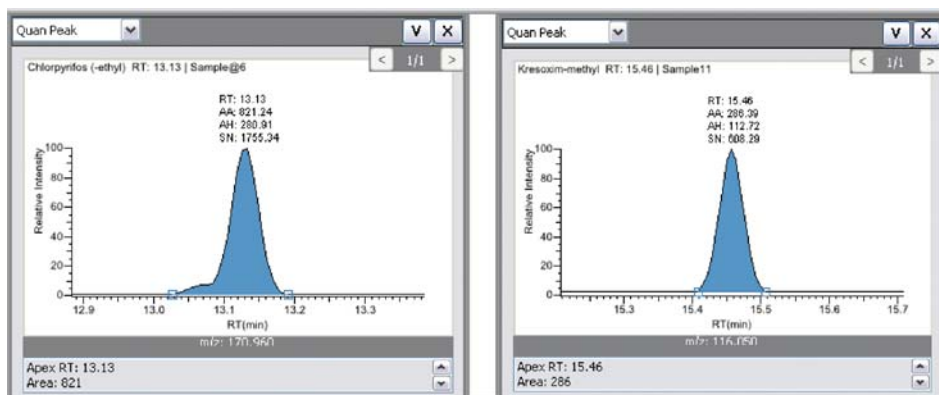 Quan Peak
V X
< 1/1 >
Chlorpyrifos (-ethyl) RT: 13.13 | Sample@6
RT: 13.13
AA: 821.24
AH: 280.91
SN: 1755.34
Relative Intensity
100
80
60
40
20
0
12.9 13.0 13.1 13.2 13.3
RT(min)
m/z: 170.960
Apex RT: 13.13
Area: 821
Quan Peak
V X
< 1/1 >
Kresoxim-methyl RT: 15.46 | Sample11
RT: 15.46
AA: 286.39
AH: 112.72
SN: 608.29
Relative Intensity
100
80
60
40
20
0
15.3 15.4 15.5 15.6 15.7
RT(min)
m/z: 116.050
Apex RT: 15.46
Area: 286